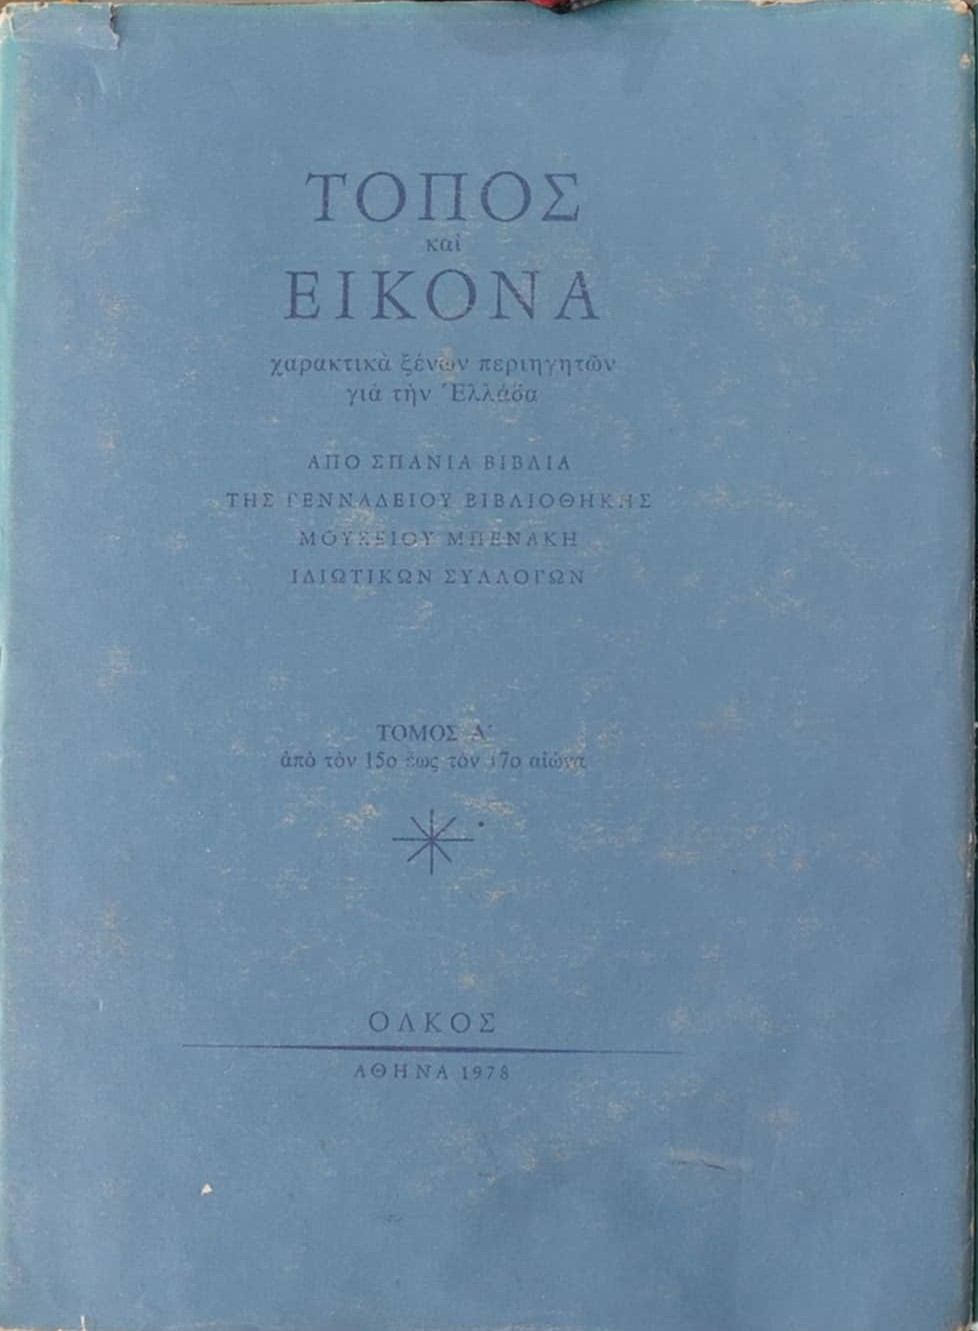 ΤΟΠΟΣ
καὶ
ΕΙΚΟΝΑ
χαρακτικὰ ξένων περιηγητῶν
γιὰ τὴν Ἑλλάδα
ΑΠΟ ΣΠΑΝΙΑ ΒΙΒΛΙΑ
ΤΗΣ ΓΕΝΝΑΔΕΙΟΥ ΒΙΒΛΙΟΘΗΚΗΣ
ΜΟΥΣΕΙΟΥ ΜΠΕΝΑΚΗ
ΙΔΙΩΤΙΚΩΝ ΣΥΛΛΟΓΩΝ
ΤΟΜΟΣ Α΄
ἀπὸ τὸν 15ο ἕως τὸν 17ο αἰώνα
ΟΛΚΟΣ
ΑΘΗΝΑ 1978